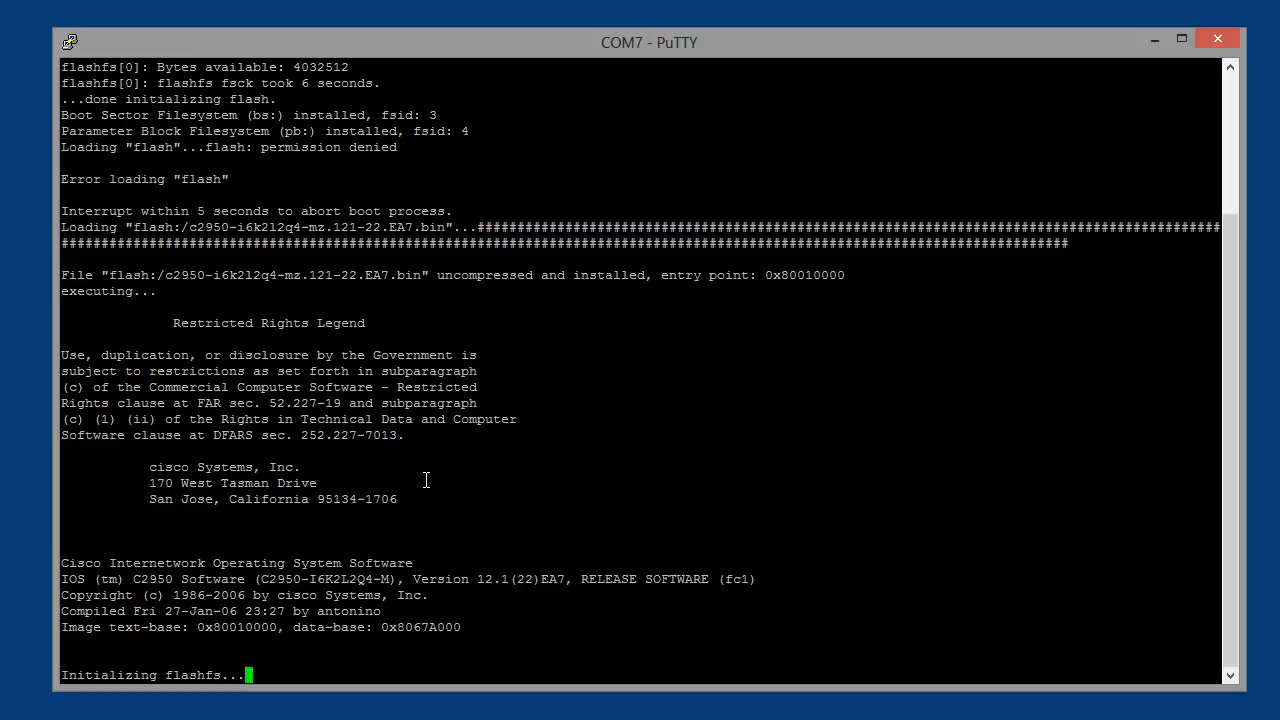 COM7 - PuTTY
flashfs[0]: Bytes available: 4032512
flashfs[0]: flashfs fsck took 6 seconds.
...done initializing flash.
Boot Sector Filesystem (bs:) installed, fsid: 3
Parameter Block Filesystem (pb:) installed, fsid: 4
Loading "flash"...flash: permission denied
Error loading "flash"
Interrupt within 5 seconds to abort boot process.
Loading "flash:/c2950-i6k2l2q4-mz.121-22.EA7.bin"...#############################################################################################
##############################################################################################################################
File "flash:/c2950-i6k2l2q4-mz.121-22.EA7.bin" uncompressed and installed, entry point: 0x80010000
executing...
Restricted Rights Legend
Use, duplication, or disclosure by the Government is
subject to restrictions as set forth in subparagraph
(c) of the Commercial Computer Software - Restricted
Rights clause at FAR sec. 52.227-19 and subparagraph
(c) (1) (ii) of the Rights in Technical Data and Computer
Software clause at DFARS sec. 252.227-7013.
cisco Systems, Inc.
170 West Tasman Drive
San Jose, California 95134-1706
Cisco Internetwork Operating System Software
IOS (tm) C2950 Software (C2950-I6K2L2Q4-M), Version 12.1(22)EA7, RELEASE SOFTWARE (fc1)
Copyright (c) 1986-2006 by cisco Systems, Inc.
Compiled Fri 27-Jan-06 23:27 by antonino
Image text-base: 0x80010000, data-base: 0x8067A000
Initializing flashfs...